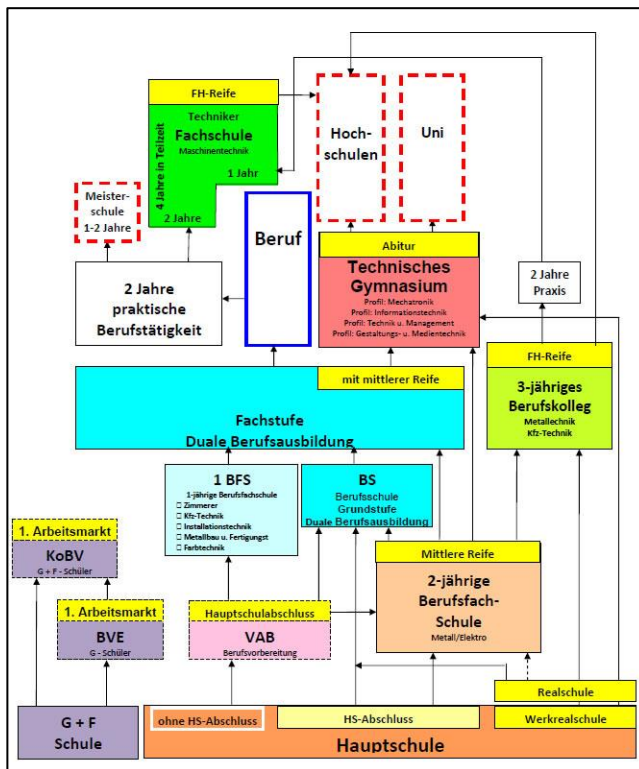 FH-Reife
Techniker
Fachschule
Maschinentechnik
4 Jahre in Teilzeit
1 Jahr
2 Jahre
Hoch-
schulen
Uni
Meister-
schule
1-2 Jahre
Beruf
2 Jahre
praktische
Berufstätigkeit
Abitur
Technisches
Gymnasium
Profil: Mechatronik
Profil: Informationstechnik
Profil: Technik u. Management
Profil: Gestaltungs- u. Medientechnik
2 Jahre
Praxis
FH-Reife
3-jähriges
Berufskolleg
Metalltechnik
Kfz-Technik
mit mittlerer Reife
Fachstufe
Duale Berufsausbildung
1 BFS
1-jährige Berufsfachschule
Zimmerer
Kfz-Technik
Installationstechnik
Metallbau u. Fertigungst.
Farbtechnik
BS
Berufsschule
Grundstufe
Duale Berufsausbildung
1. Arbeitsmarkt
KoBV
G + F - Schüler
1. Arbeitsmarkt
BVE
G - Schüler
Hauptschulabschluss
VAB
Berufsvorbereitung
Mittlere Reife
2-jährige
Berufsfach-
Schule
Metall/Elektro
Realschule
G + F
Schule
ohne HS-Abschluss
HS-Abschluss
Werkrealschule
Hauptschule